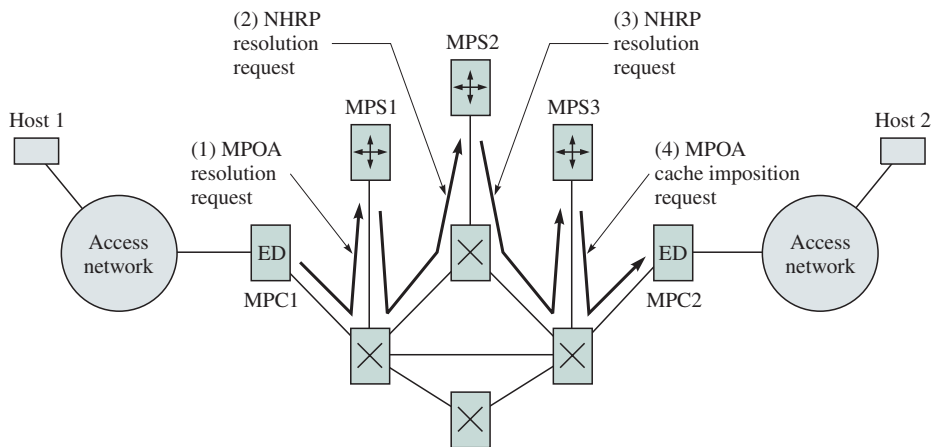 (2) NHRP
resolution
request
(3) NHRP
resolution
request
MPS2
MPS1
MPS3
Host 1
Host 2
(1) MPOA
resolution
request
(4) MPOA
cache imposition
request
Access
network
ED
MPC1
ED
MPC2
Access
network